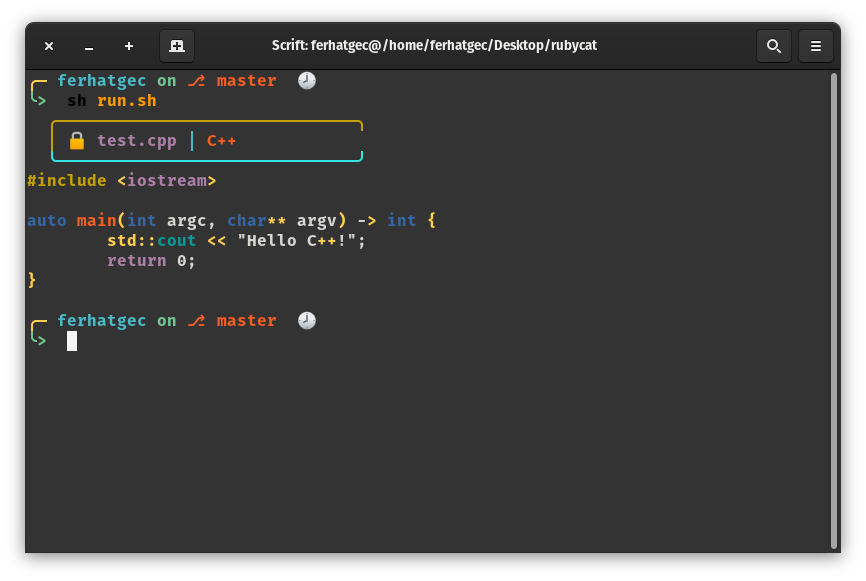 Scrift: ferhatgec@/home/ferhatgec/Desktop/rubycat
ferhatgec on ⎇ master 🕗
> sh run.sh
🔒 test.cpp | C++
#include <iostream>

auto main(int argc, char** argv) -> int {
        std::cout << "Hello C++!";
        return 0;
}

ferhatgec on ⎇ master 🕗
>